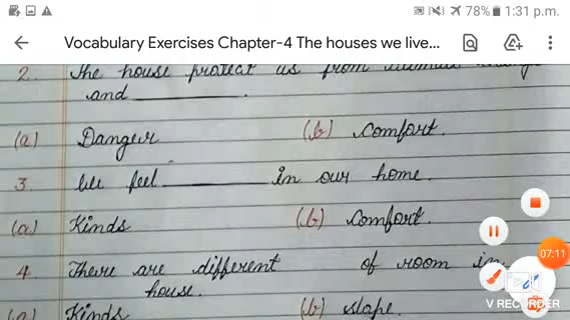 78% 1:31 p.m.
Vocabulary Exercises Chapter-4 The houses we live...
2. The house protect us from
and ________.
(a) Danger (b) Comfort.
3 We feel ________ in our home.
(a) Kinds (b) Comfort.
4 There are different of room in
house.
(a) Kinds (b) slope.
07:11
V RECORDER